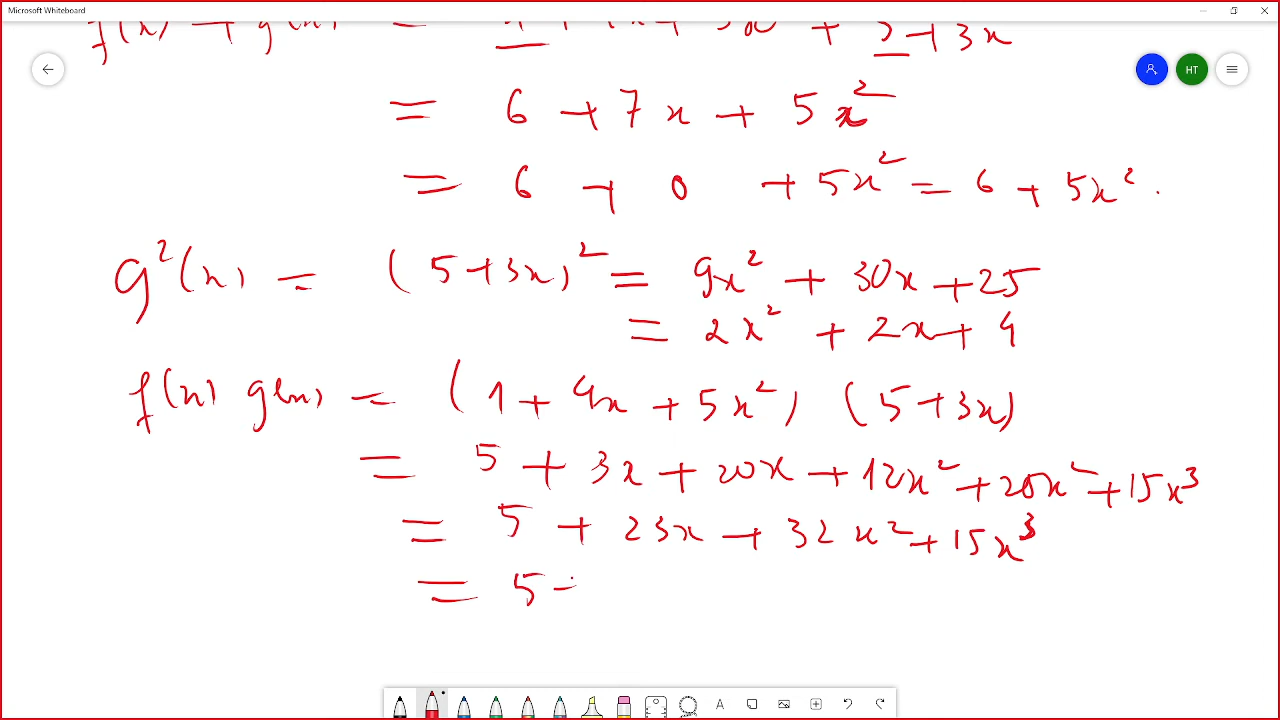 Microsoft Whiteboard
f(x) + g(x) = + 3x
HT
= 6 + 7x + 5x²
= 6 + 0 + 5x² = 6 + 5x².
g²(x) = (5+3x)² = 9x² + 30x + 25
= 2x² + 2x + 4
f(x) g(x) = (1 + 4x + 5x²) (5+3x)
= 5 + 3x + 20x + 12x² + 20x² + 15x³
= 5 + 23x + 32x² + 15x³
= 5 -
A